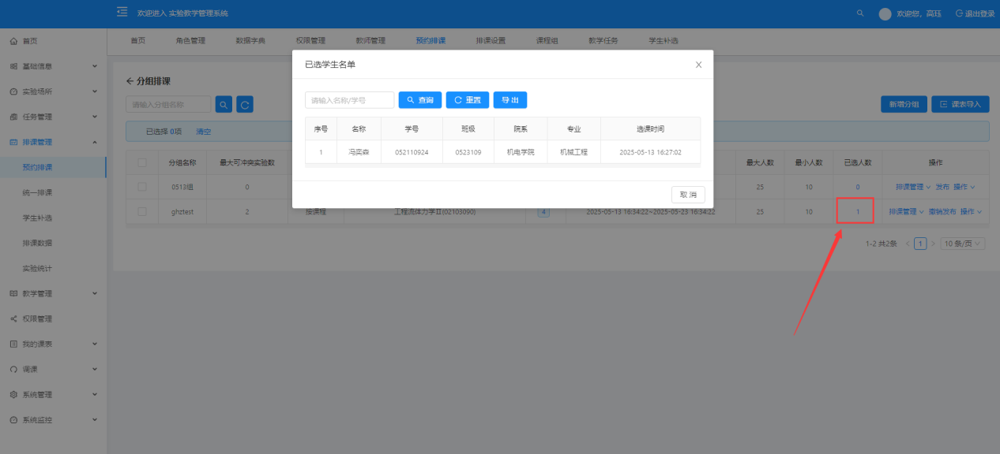 欢迎进入 实验教学管理系统
欢迎您，高珏 退出登录
首页
基础信息
实验场所
任务管理
排课管理
预约排课
统一排课
学生补选
排课数据
实验统计
教学管理
权限管理
我的课表
调课
系统管理
系统监控
首页 角色管理 数据字典 权限管理 教师管理 预约排课 排课设置 课程组 教学任务 学生补选
分组排课
请输入分组名称
新增分组 课表导入
已选择 0项 清空
分组名称 最大可冲突实验数 最大人数 最小人数 已选人数 操作
0513组 0 25 10 0 排课管理 发布 操作
ghztest 2 按课程 工程流体力学Ⅱ(02103090) 4 2025-05-13 16:34:22~2025-05-23 16:34:22 25 10 1 排课管理 撤销发布 操作
1-2 共2条 1 10 条/页
已选学生名单
请输入名称/学号 查询 重置 导 出
序号 名称 学号 班级 院系 专业 选课时间
1 冯奕森 052110924 0523109 机电学院 机械工程 2025-05-13 16:27:02
取 消